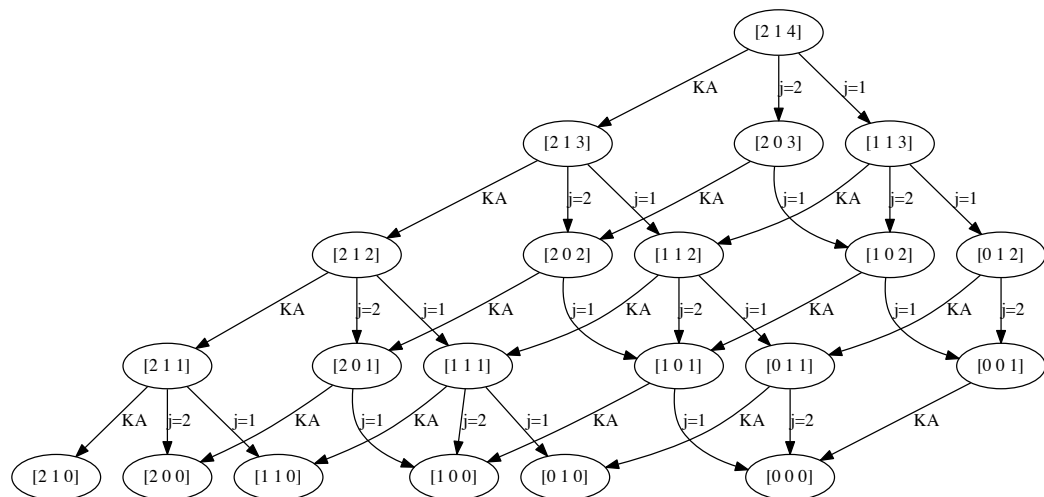 [2 1 4]
KA j=2 j=1
[2 1 3] [2 0 3] [1 1 3]
KA j=2 j=1 KA j=1 KA j=2 j=1
[2 1 2] [2 0 2] [1 1 2] [1 0 2] [0 1 2]
KA j=2 j=1 KA j=1 KA j=2 j=1 KA j=1 KA j=2
[2 1 1] [2 0 1] [1 1 1] [1 0 1] [0 1 1] [0 0 1]
KA j=2 j=1 KA j=1 KA j=2 j=1 KA j=1 KA j=2 KA
[2 1 0] [2 0 0] [1 1 0] [1 0 0] [0 1 0] [0 0 0]